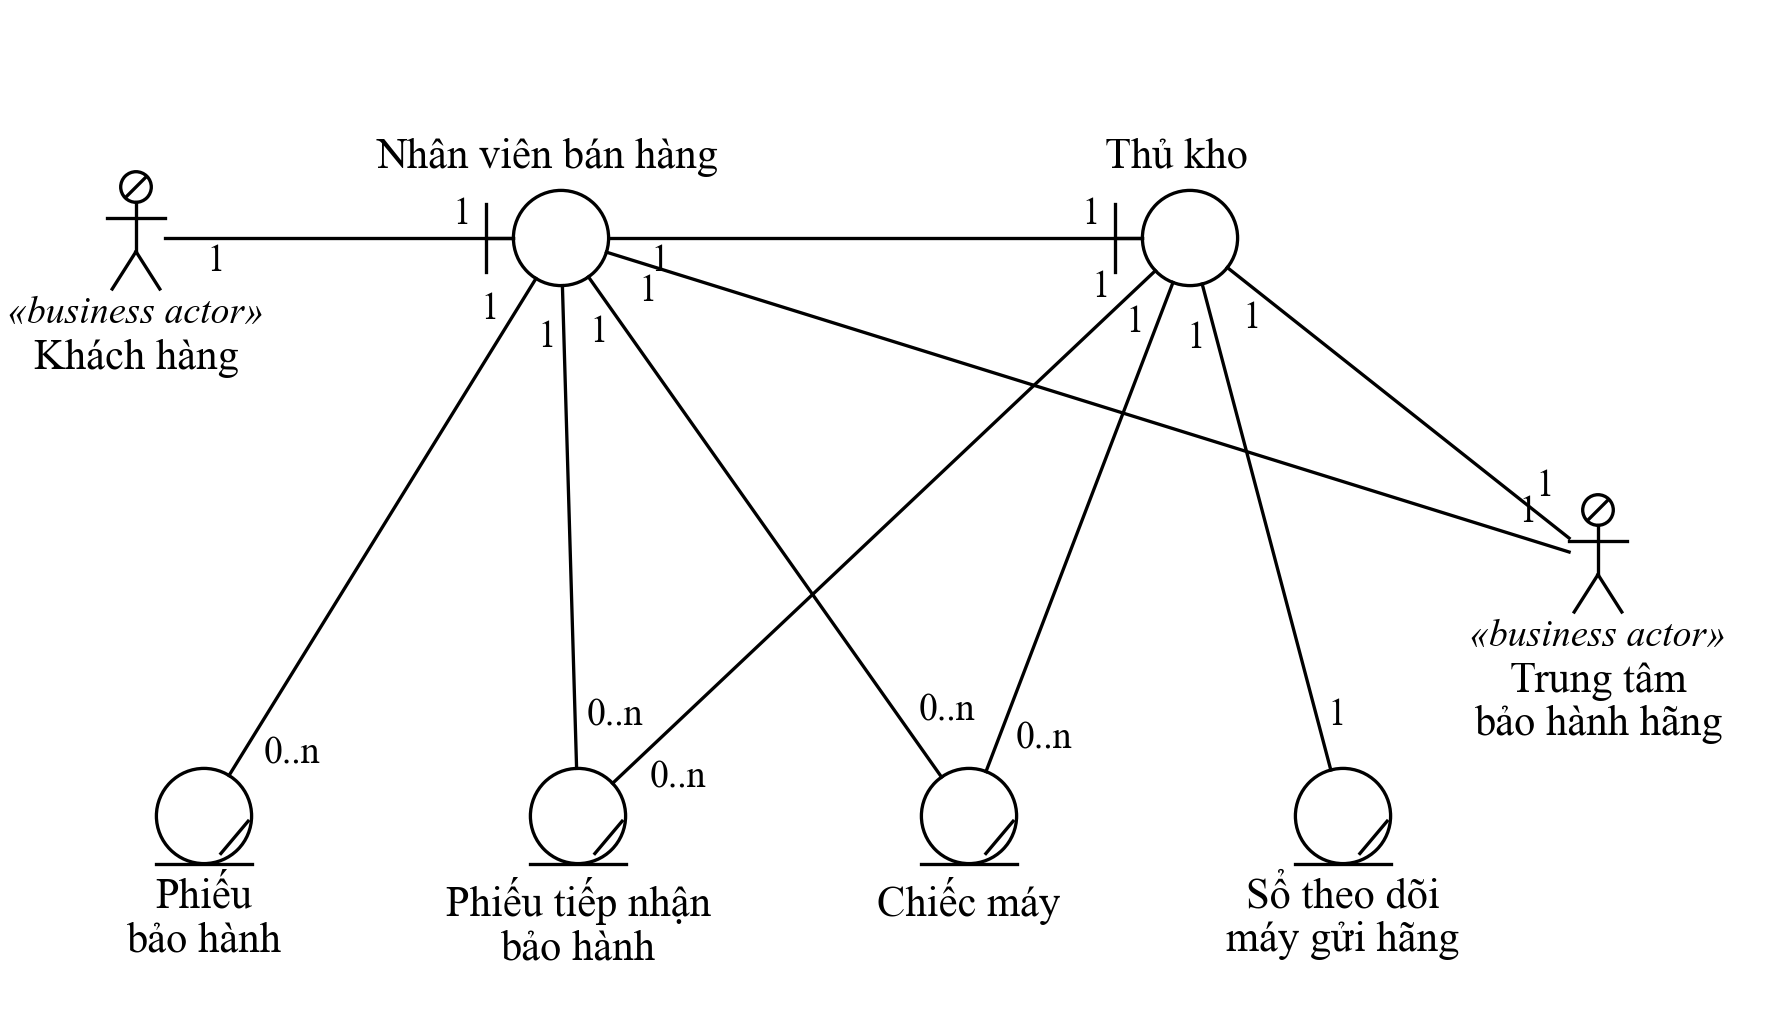 Nhân viên bán hàng
Thủ kho
1
1
1
1
«business actor»
Khách hàng
1
1
1
1
1
1
1
1
1
1
1
«business actor»
Trung tâm
bảo hành hãng
0..n
0..n
0..n
0..n
0..n
1
Phiếu
bảo hành
Phiếu tiếp nhận
bảo hành
Chiếc máy
Sổ theo dõi
máy gửi hãng